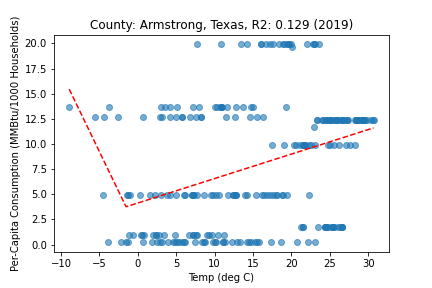 County: Armstrong, Texas, R2: 0.129 (2019)
Per-Capita Consumption (MMBtu/1000 Households)
20.0
17.5
15.0
12.5
10.0
7.5
5.0
2.5
0.0
−10 −5 0 5 10 15 20 25 30
Temp (deg C)